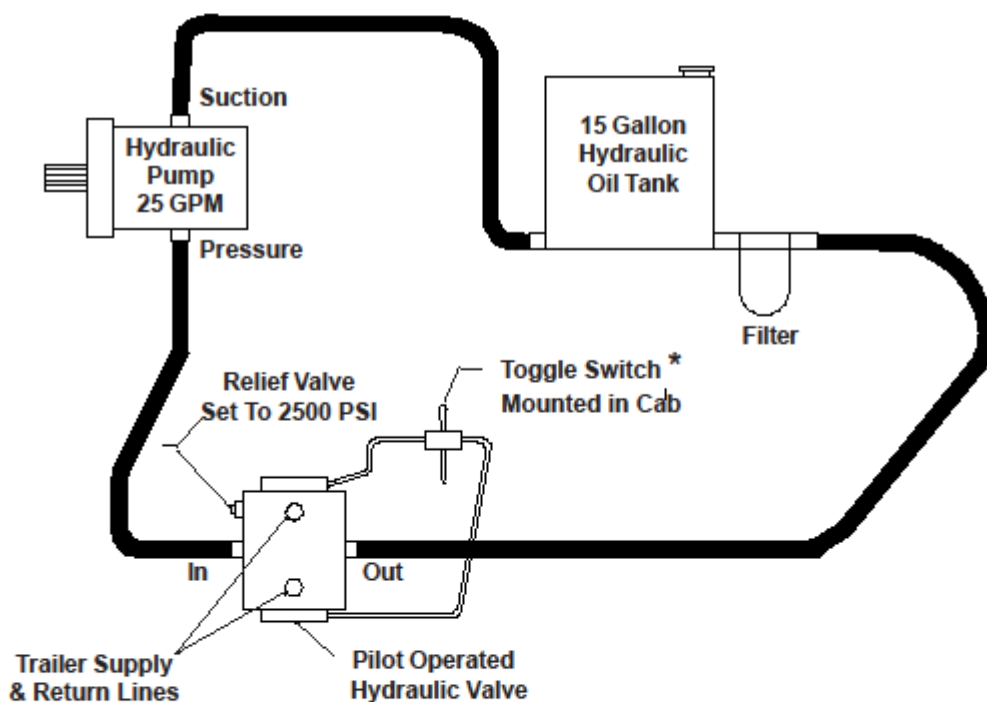 Suction
Hydraulic
Pump
25 GPM
Pressure
15 Gallon
Hydraulic
Oil Tank
Filter
Toggle Switch *
Mounted in Cab
Relief Valve
Set To 2500 PSI
In
Out
Trailer Supply
& Return Lines
Pilot Operated
Hydraulic Valve